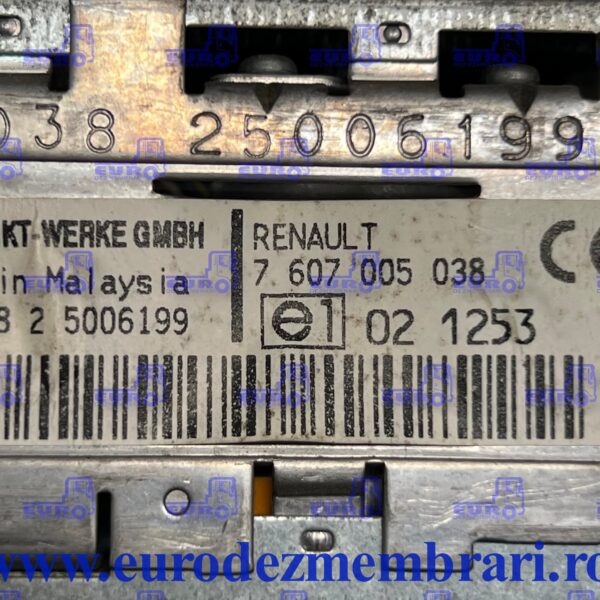 038 25006199
KT-WERKE GMBH
in Malaysia
8 2 5006199
RENAULT
7 607 005 038
e1 02 1253
CE
EURO
www.eurodezmembrari.ro